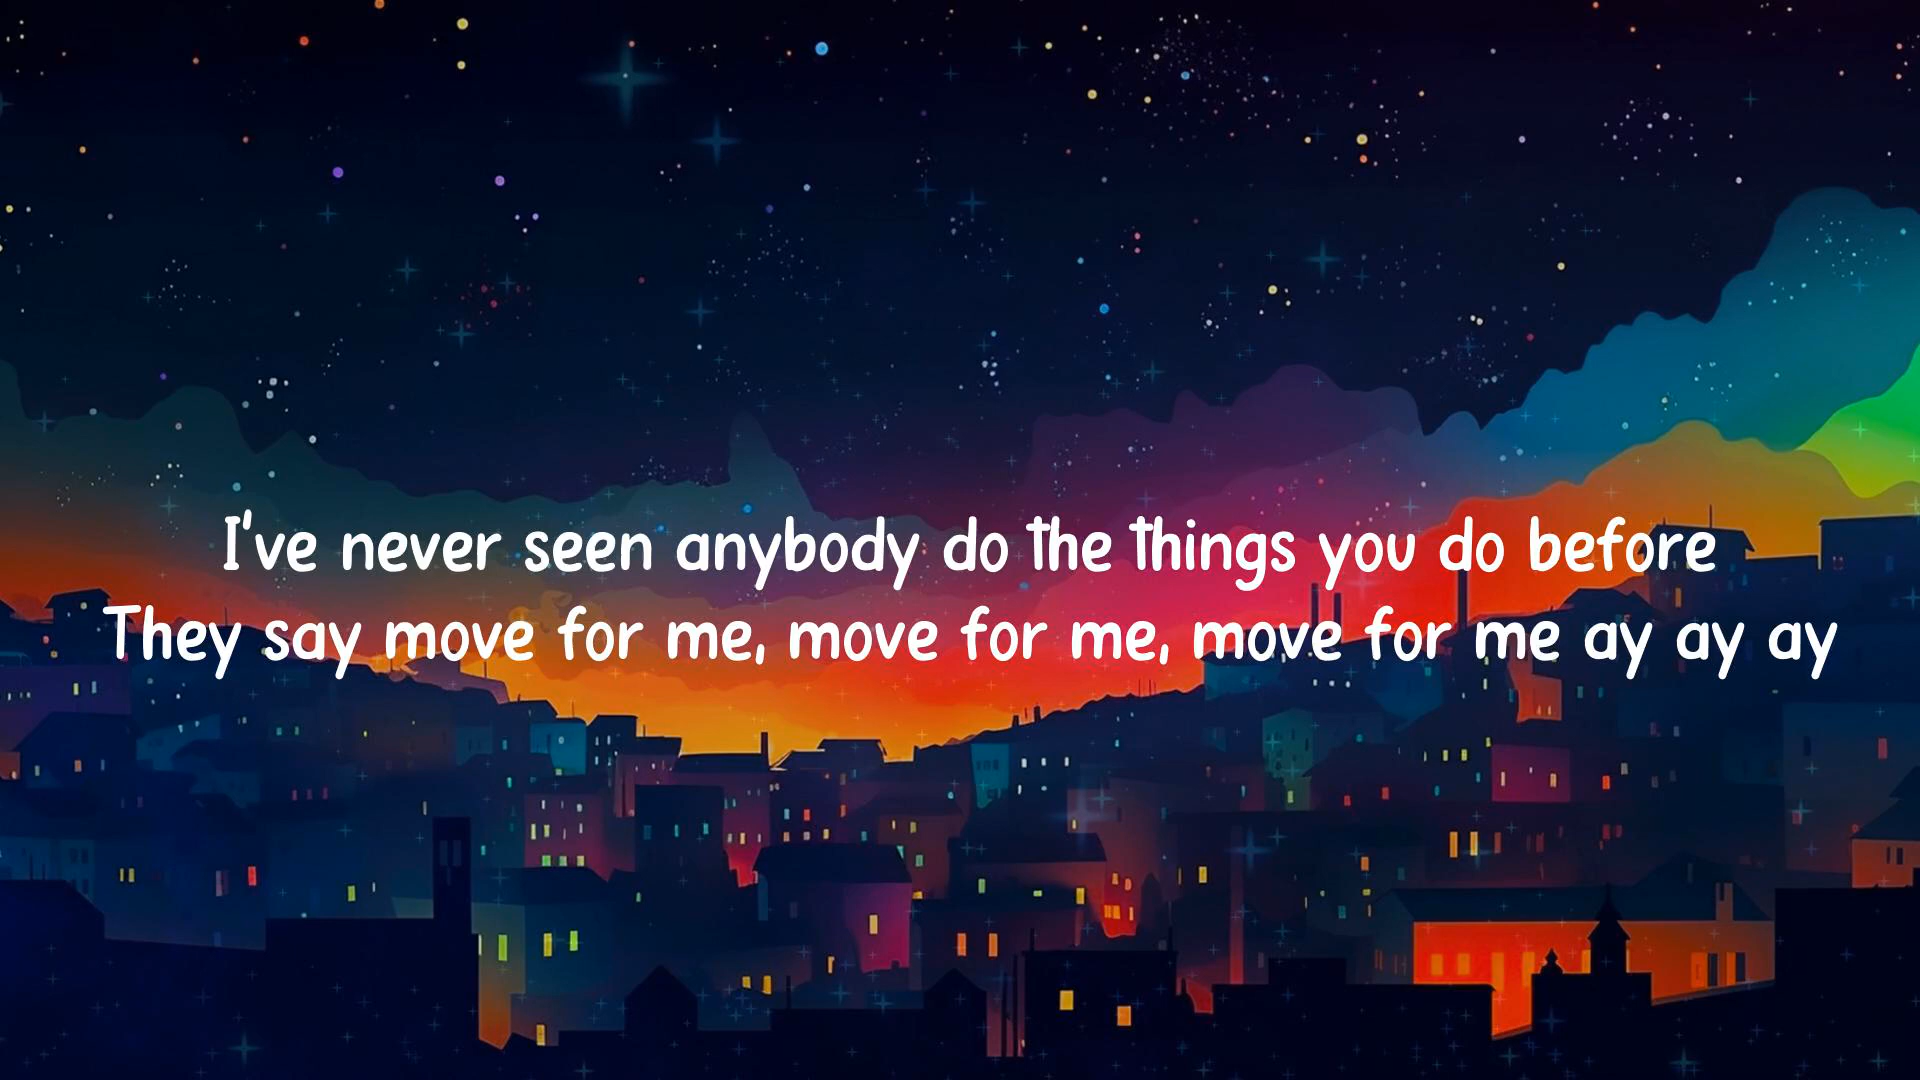 I've never seen anybody do the things you do before
They say move for me, move for me, move for me ay ay ay